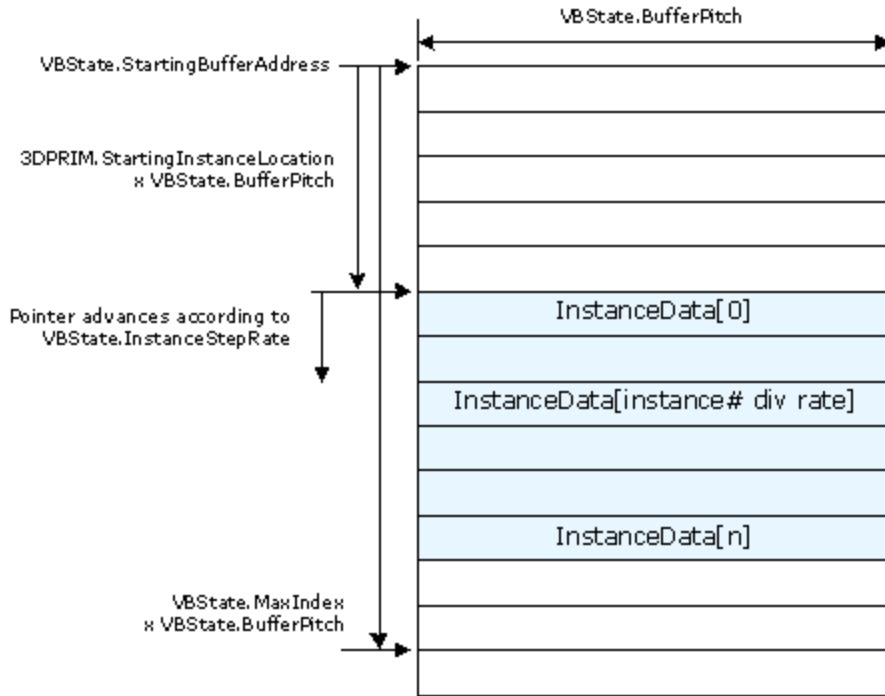 VBState.BufferPitch
VBState.StartingBufferAddress
3DPRIM.StartingInstanceLocation
x VBState.BufferPitch
InstanceData[0]
Pointer advances according to
VBState.InstanceStepRate
InstanceData[instance# div rate]
InstanceData[n]
VBState.MaxIndex
x VBState.BufferPitch